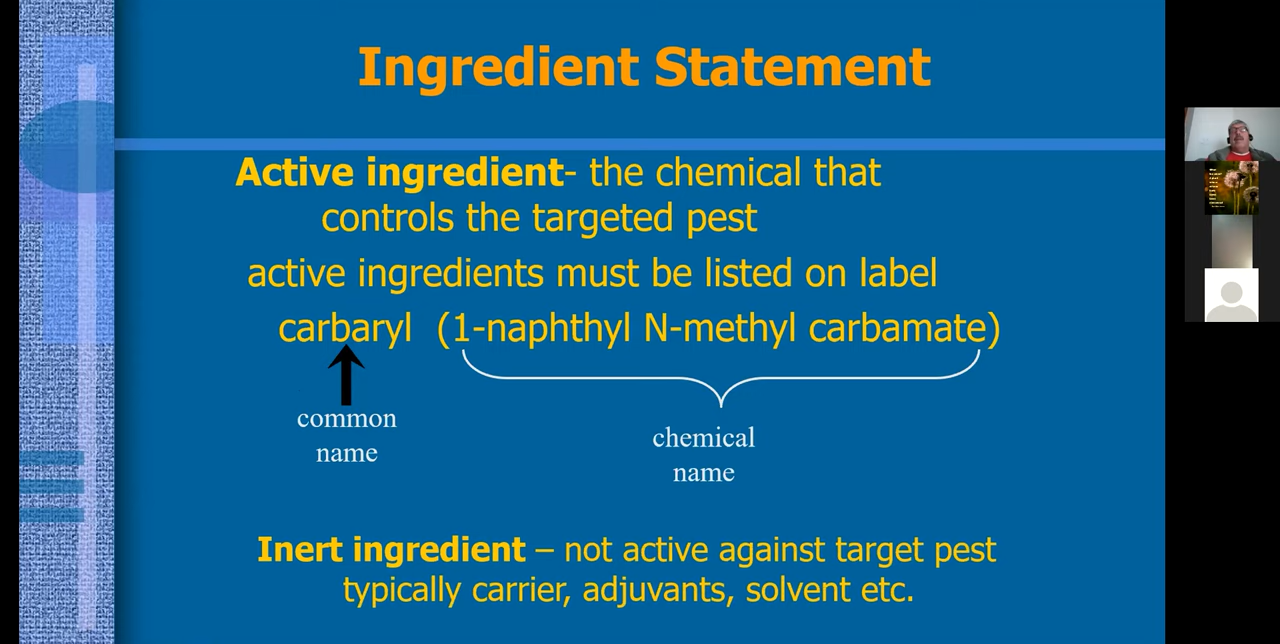 Ingredient Statement
Active ingredient- the chemical that
controls the targeted pest
active ingredients must be listed on label
carbaryl (1-naphthyl N-methyl carbamate)
common
name
chemical
name
Inert ingredient – not active against target pest
typically carrier, adjuvants, solvent etc.